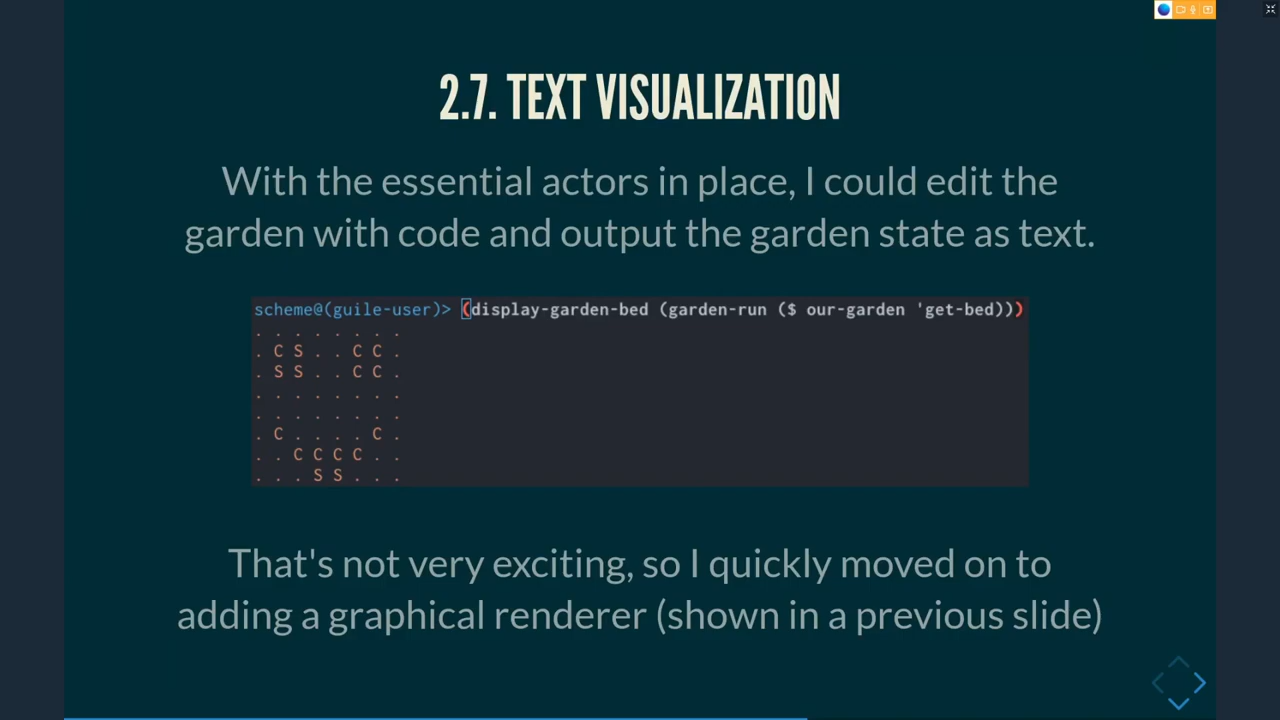 2.7. TEXT VISUALIZATION
With the essential actors in place, I could edit the
garden with code and output the garden state as text.
scheme@(guile-user)> (display-garden-bed (garden-run ($ our-garden 'get-bed)))
. . . . . . . .
. C S . . C C .
. S S . . C C .
. . . . . . . .
. . . . . . . .
. C . . . . C .
. . C C C C . .
. . . S S . . .
That's not very exciting, so I quickly moved on to
adding a graphical renderer (shown in a previous slide)